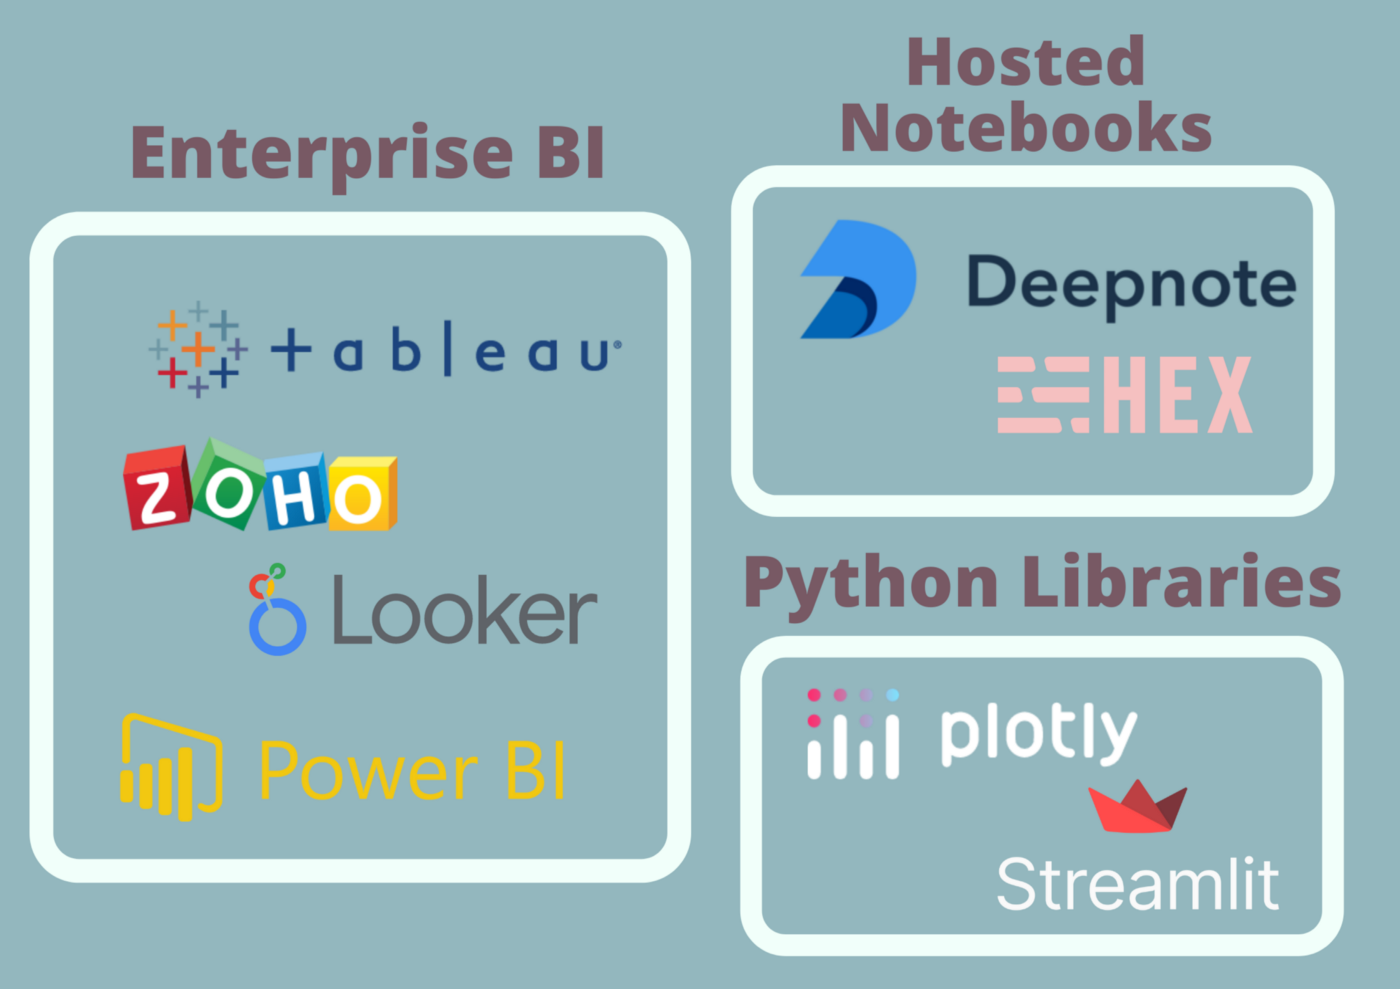 Enterprise BI
+ableau®
ZOHO
Looker
Power BI
Hosted
Notebooks
Deepnote
HEX
Python Libraries
plotly
Streamlit